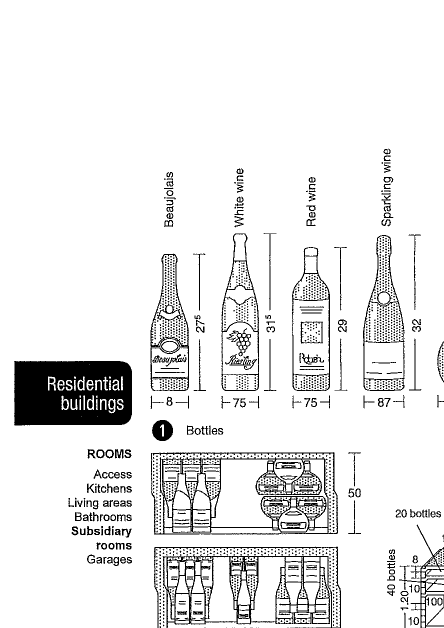 Beaujolais
White wine
Red wine
Sparkling wine
27⁵
31⁵
29
32
Beaujolais
Riesling
8
75
75
87
Residential
buildings
1 Bottles
ROOMS
Access
Kitchens
Living areas
Bathrooms
Subsidiary
rooms
Garages
50
20 bottles
40 bottles
8
10
1.20
100
10